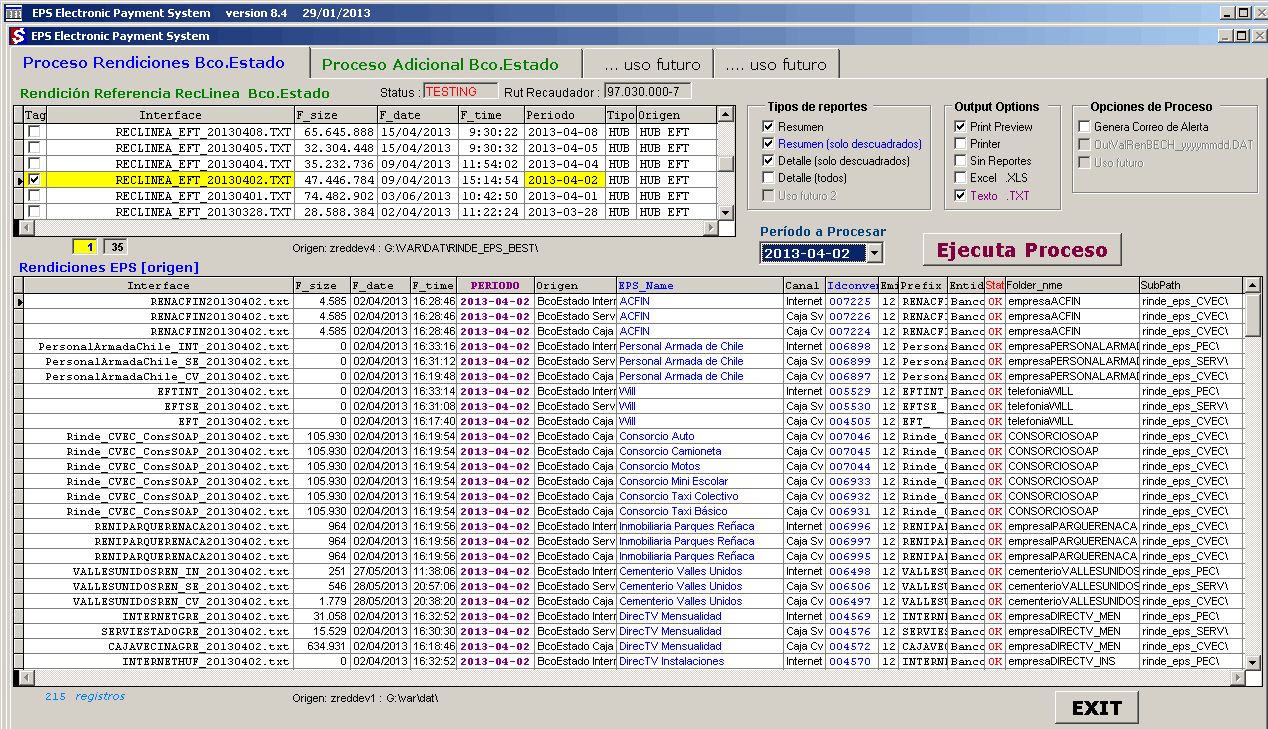 EPS Electronic Payment System version 8.4 29/01/2013
EPS Electronic Payment System
Proceso Rendiciones Bco.Estado Proceso Adicional Bco.Estado ... uso futuro .... uso futuro
Rendición Referencia RecLinea Bco.Estado Status : TESTING Rut Recaudador : 97.030.000-7
Tag Interface F_size F_date F_time Periodo Tipo Origen
RECLINEA_EFT_20130408.TXT 65.645.888 15/04/2013 9:30:22 2013-04-08 HUB HUB EFT
RECLINEA_EFT_20130405.TXT 32.304.448 15/04/2013 9:30:32 2013-04-05 HUB HUB EFT
RECLINEA_EFT_20130404.TXT 35.232.736 09/04/2013 11:54:02 2013-04-04 HUB HUB EFT
RECLINEA_EFT_20130402.TXT 47.446.784 09/04/2013 15:14:54 2013-04-02 HUB HUB EFT
RECLINEA_EFT_20130401.TXT 74.482.902 03/06/2013 10:42:50 2013-04-01 HUB HUB EFT
RECLINEA_EFT_20130328.TXT 28.588.384 02/04/2013 11:22:24 2013-03-28 HUB HUB EFT
1 35 Origen: zreddev4 : G:\VAR\DAT\RINDE_EPS_BEST\
Tipos de reportes
Resumen
Resumen (solo descuadrados)
Detalle (solo descuadrados)
Detalle (todos)
Uso futuro 2
Output Options
Print Preview
Printer
Sin Reportes
Excel .XLS
Texto .TXT
Opciones de Proceso
Genera Correo de Alerta
OutValRenBECH_yyyymmdd.DAT
Uso futuro
Período a Procesar
2013-04-02
Ejecuta Proceso
Rendiciones EPS [origen]
Interface F_size F_date F_time PERIODO Origen EPS_Name Canal Idconver Emi Prefix Entid Stat Folder_nme SubPath
RENACFIN20130402.txt 4.585 02/04/2013 16:28:46 2013-04-02 BcoEstado Intern ACFIN Internet 007225 12 RENACF Banco OK empresaACFIN rinde_eps_CVEC\
RENACFIN20130402.txt 4.585 02/04/2013 16:28:46 2013-04-02 BcoEstado Serv ACFIN Caja Sv 007226 12 RENACF Banco OK empresaACFIN rinde_eps_CVEC\
RENACFIN20130402.txt 4.585 02/04/2013 16:28:46 2013-04-02 BcoEstado Caja ACFIN Caja Cv 007224 12 RENACF Banco OK empresaACFIN rinde_eps_CVEC\
PersonalArmadaChile_INT_20130402.txt 0 02/04/2013 16:33:16 2013-04-02 BcoEstado Intern Personal Armada de Chile Internet 006898 12 Persona Banco OK empresaPERSONALARMAD rinde_eps_PEC\
PersonalArmadaChile_SE_20130402.txt 0 02/04/2013 16:31:12 2013-04-02 BcoEstado Serv Personal Armada de Chile Caja Sv 006899 12 Persona Banco OK empresaPERSONALARMAD rinde_eps_SERV\
PersonalArmadaChile_CV_20130402.txt 0 02/04/2013 16:19:48 2013-04-02 BcoEstado Caja Personal Armada de Chile Caja Cv 006897 12 Persona Banco OK empresaPERSONALARMAD rinde_eps_CVEC\
EFTINT_20130402.txt 0 02/04/2013 16:33:14 2013-04-02 BcoEstado Intern Will Internet 005529 12 EFTINT_ Banco OK telefoniaWILL rinde_eps_PEC\
EFTSE_20130402.txt 0 02/04/2013 16:31:08 2013-04-02 BcoEstado Serv Will Caja Sv 005530 12 EFTSE_ Banco OK telefoniaWILL rinde_eps_SERV\
EFT_20130402.txt 0 02/04/2013 16:17:40 2013-04-02 BcoEstado Caja Will Caja Cv 004505 12 EFT_ Banco OK telefoniaWILL rinde_eps_CVEC\
Rinde_CVEC_ConsSOAP_20130402.txt 105.930 02/04/2013 16:19:54 2013-04-02 BcoEstado Caja Consorcio Auto Caja Cv 007046 12 Rinde_C Banco OK CONSORCIOSOAP rinde_eps_CVEC\
Rinde_CVEC_ConsSOAP_20130402.txt 105.930 02/04/2013 16:19:54 2013-04-02 BcoEstado Caja Consorcio Camioneta Caja Cv 007045 12 Rinde_C Banco OK CONSORCIOSOAP rinde_eps_CVEC\
Rinde_CVEC_ConsSOAP_20130402.txt 105.930 02/04/2013 16:19:54 2013-04-02 BcoEstado Caja Consorcio Motos Caja Cv 007044 12 Rinde_C Banco OK CONSORCIOSOAP rinde_eps_CVEC\
Rinde_CVEC_ConsSOAP_20130402.txt 105.930 02/04/2013 16:19:54 2013-04-02 BcoEstado Caja Consorcio Mini Escolar Caja Cv 006933 12 Rinde_C Banco OK CONSORCIOSOAP rinde_eps_CVEC\
Rinde_CVEC_ConsSOAP_20130402.txt 105.930 02/04/2013 16:19:54 2013-04-02 BcoEstado Caja Consorcio Taxi Colectivo Caja Cv 006932 12 Rinde_C Banco OK CONSORCIOSOAP rinde_eps_CVEC\
Rinde_CVEC_ConsSOAP_20130402.txt 105.930 02/04/2013 16:19:54 2013-04-02 BcoEstado Caja Consorcio Taxi Básico Caja Cv 006931 12 Rinde_C Banco OK CONSORCIOSOAP rinde_eps_CVEC\
RENIPARQUERENACA20130402.txt 964 02/04/2013 16:19:56 2013-04-02 BcoEstado Intern Inmobiliaria Parques Reñaca Internet 006996 12 RENIPAR Banco OK empresaIPARQUERENACA rinde_eps_CVEC\
RENIPARQUERENACA20130402.txt 964 02/04/2013 16:19:56 2013-04-02 BcoEstado Serv Inmobiliaria Parques Reñaca Caja Sv 006997 12 RENIPAR Banco OK empresaIPARQUERENACA rinde_eps_CVEC\
RENIPARQUERENACA20130402.txt 964 02/04/2013 16:19:56 2013-04-02 BcoEstado Caja Inmobiliaria Parques Reñaca Caja Cv 006995 12 RENIPAR Banco OK empresaIPARQUERENACA rinde_eps_CVEC\
VALLESUNIDOSREN_IN_20130402.txt 251 27/05/2013 11:38:06 2013-04-02 BcoEstado Intern Cementerio Valles Unidos Internet 006498 12 VALLESU Banco OK cementerioVALLESUNIDOS rinde_eps_PEC\
VALLESUNIDOSREN_SE_20130402.txt 546 28/05/2013 20:57:06 2013-04-02 BcoEstado Serv Cementerio Valles Unidos Caja Sv 006506 12 VALLESU Banco OK cementerioVALLESUNIDOS rinde_eps_SERV\
VALLESUNIDOSREN_CV_20130402.txt 1.779 28/05/2013 20:38:20 2013-04-02 BcoEstado Caja Cementerio Valles Unidos Caja Cv 006497 12 VALLESU Banco OK cementerioVALLESUNIDOS rinde_eps_CVEC\
INTERNETGRE_20130402.txt 31.058 02/04/2013 16:32:52 2013-04-02 BcoEstado Intern DirecTV Mensualidad Internet 004569 12 INTERNE Banco OK empresaDIRECTV_MEN rinde_eps_PEC\
SERVIESTADOGRE_20130402.txt 15.529 02/04/2013 16:30:30 2013-04-02 BcoEstado Serv DirecTV Mensualidad Caja Sv 004576 12 SERVIES Banco OK empresaDIRECTV_MEN rinde_eps_SERV\
CAJAVECINAGRE_20130402.txt 634.931 02/04/2013 16:18:46 2013-04-02 BcoEstado Caja DirecTV Mensualidad Caja Cv 004572 12 CAJAVEC Banco OK empresaDIRECTV_MEN rinde_eps_CVEC\
INTERNETHUF_20130402.txt 0 02/04/2013 16:32:52 2013-04-02 BcoEstado Intern DirecTV Instalaciones Internet 004570 12 INTERNE Banco OK empresaDIRECTV_INS rinde_eps_PEC\
215 registros Origen: zreddev1 : G:\var\dat\
EXIT